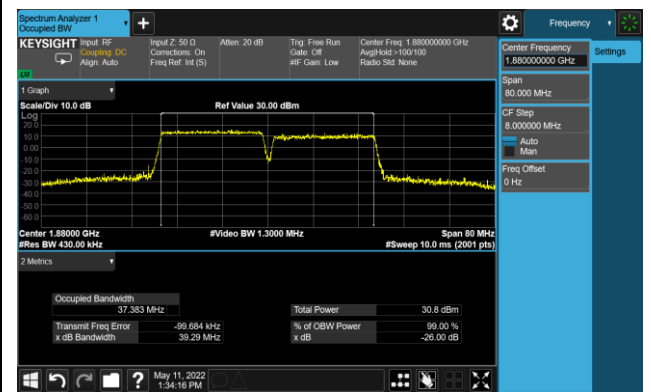 Spectrum Analyzer 1
Occupied BW
+
Frequency
KEYSIGHT
Input: RF
Coupling: DC
Align: Auto
Input Z: 50 Ω
Corrections: On
Freq Ref: Int (S)
Atten: 20 dB
Trig: Free Run
Gate: Off
#IF Gain: Low
Center Freq: 1.880000000 GHz
Avg|Hold:>100/100
Radio Std: None
Center Frequency
1.880000000 GHz
Settings
Span
80.000 MHz
CF Step
8.000000 MHz
Auto
Man
Freq Offset
0 Hz
1 Graph
Scale/Div 10.0 dB
Ref Value 30.00 dBm
Log
20.0
10.0
0.00
-10.0
-20.0
-30.0
-40.0
-50.0
-60.0
Center 1.88000 GHz
#Video BW 1.3000 MHz
Span 80 MHz
#Res BW 430.00 kHz
#Sweep 10.0 ms (2001 pts)
2 Metrics
Occupied Bandwidth
37.383 MHz
Total Power
30.8 dBm
Transmit Freq Error
-99.684 kHz
% of OBW Power
99.00 %
x dB Bandwidth
39.29 MHz
x dB
-26.00 dB
?
May 11, 2022
1:34:16 PM